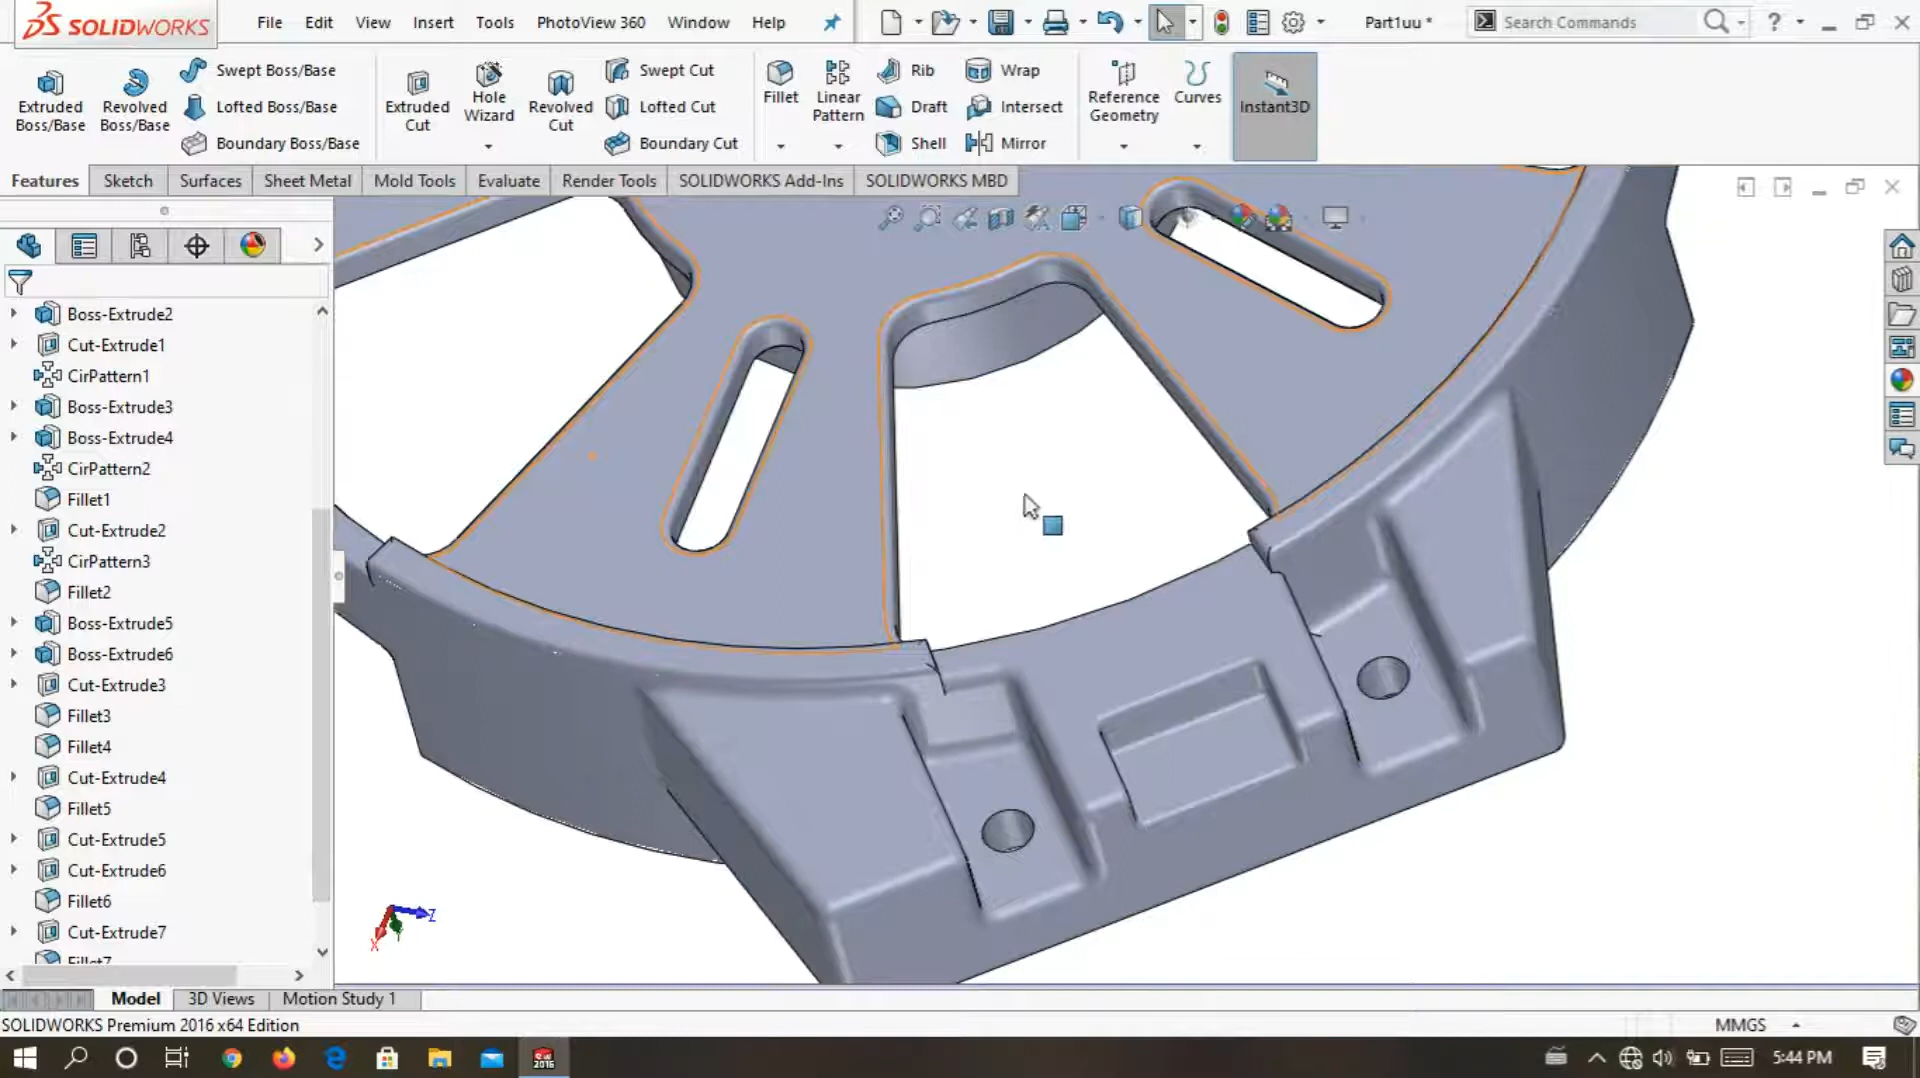 SOLIDWORKS File Edit View Insert Tools PhotoView 360 Window Help Part1uu * Search Commands ?
Extruded Boss/Base
Revolved Boss/Base
Swept Boss/Base
Lofted Boss/Base
Boundary Boss/Base
Extruded Cut
Hole Wizard
Revolved Cut
Swept Cut
Lofted Cut
Boundary Cut
Fillet
Linear Pattern
Rib
Draft
Shell
Wrap
Intersect
Mirror
Reference Geometry
Curves
Instant3D
Features Sketch Surfaces Sheet Metal Mold Tools Evaluate Render Tools SOLIDWORKS Add-Ins SOLIDWORKS MBD
Boss-Extrude2
Cut-Extrude1
CirPattern1
Boss-Extrude3
Boss-Extrude4
CirPattern2
Fillet1
Cut-Extrude2
CirPattern3
Fillet2
Boss-Extrude5
Boss-Extrude6
Cut-Extrude3
Fillet3
Fillet4
Cut-Extrude4
Fillet5
Cut-Extrude5
Cut-Extrude6
Fillet6
Cut-Extrude7
Fillet7
Z
X
Model 3D Views Motion Study 1
SOLIDWORKS Premium 2016 x64 Edition MMGS
SW 2016 5:44 PM